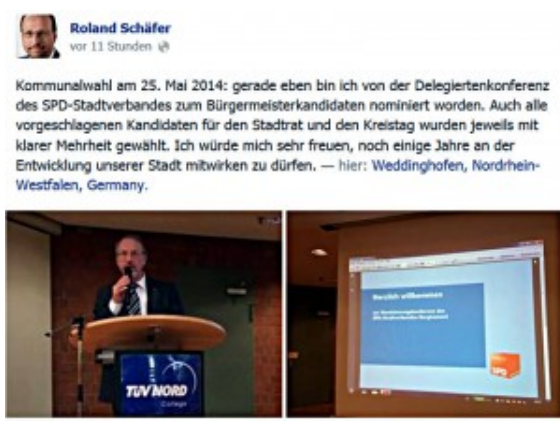 Roland Schäfer
vor 11 Stunden
Kommunalwahl am 25. Mai 2014: gerade eben bin ich von der Delegiertenkonferenz
des SPD-Stadtverbandes zum Bürgermeisterkandidaten nominiert worden. Auch alle
vorgeschlagenen Kandidaten für den Stadtrat und den Kreistag wurden jeweils mit
klarer Mehrheit gewählt. Ich würde mich sehr freuen, noch einige Jahre an der
Entwicklung unserer Stadt mitwirken zu dürfen. — hier: Weddinghofen, Nordrhein-
Westfalen, Germany.
TÜV NORD
College
Herzlich willkommen
SPD